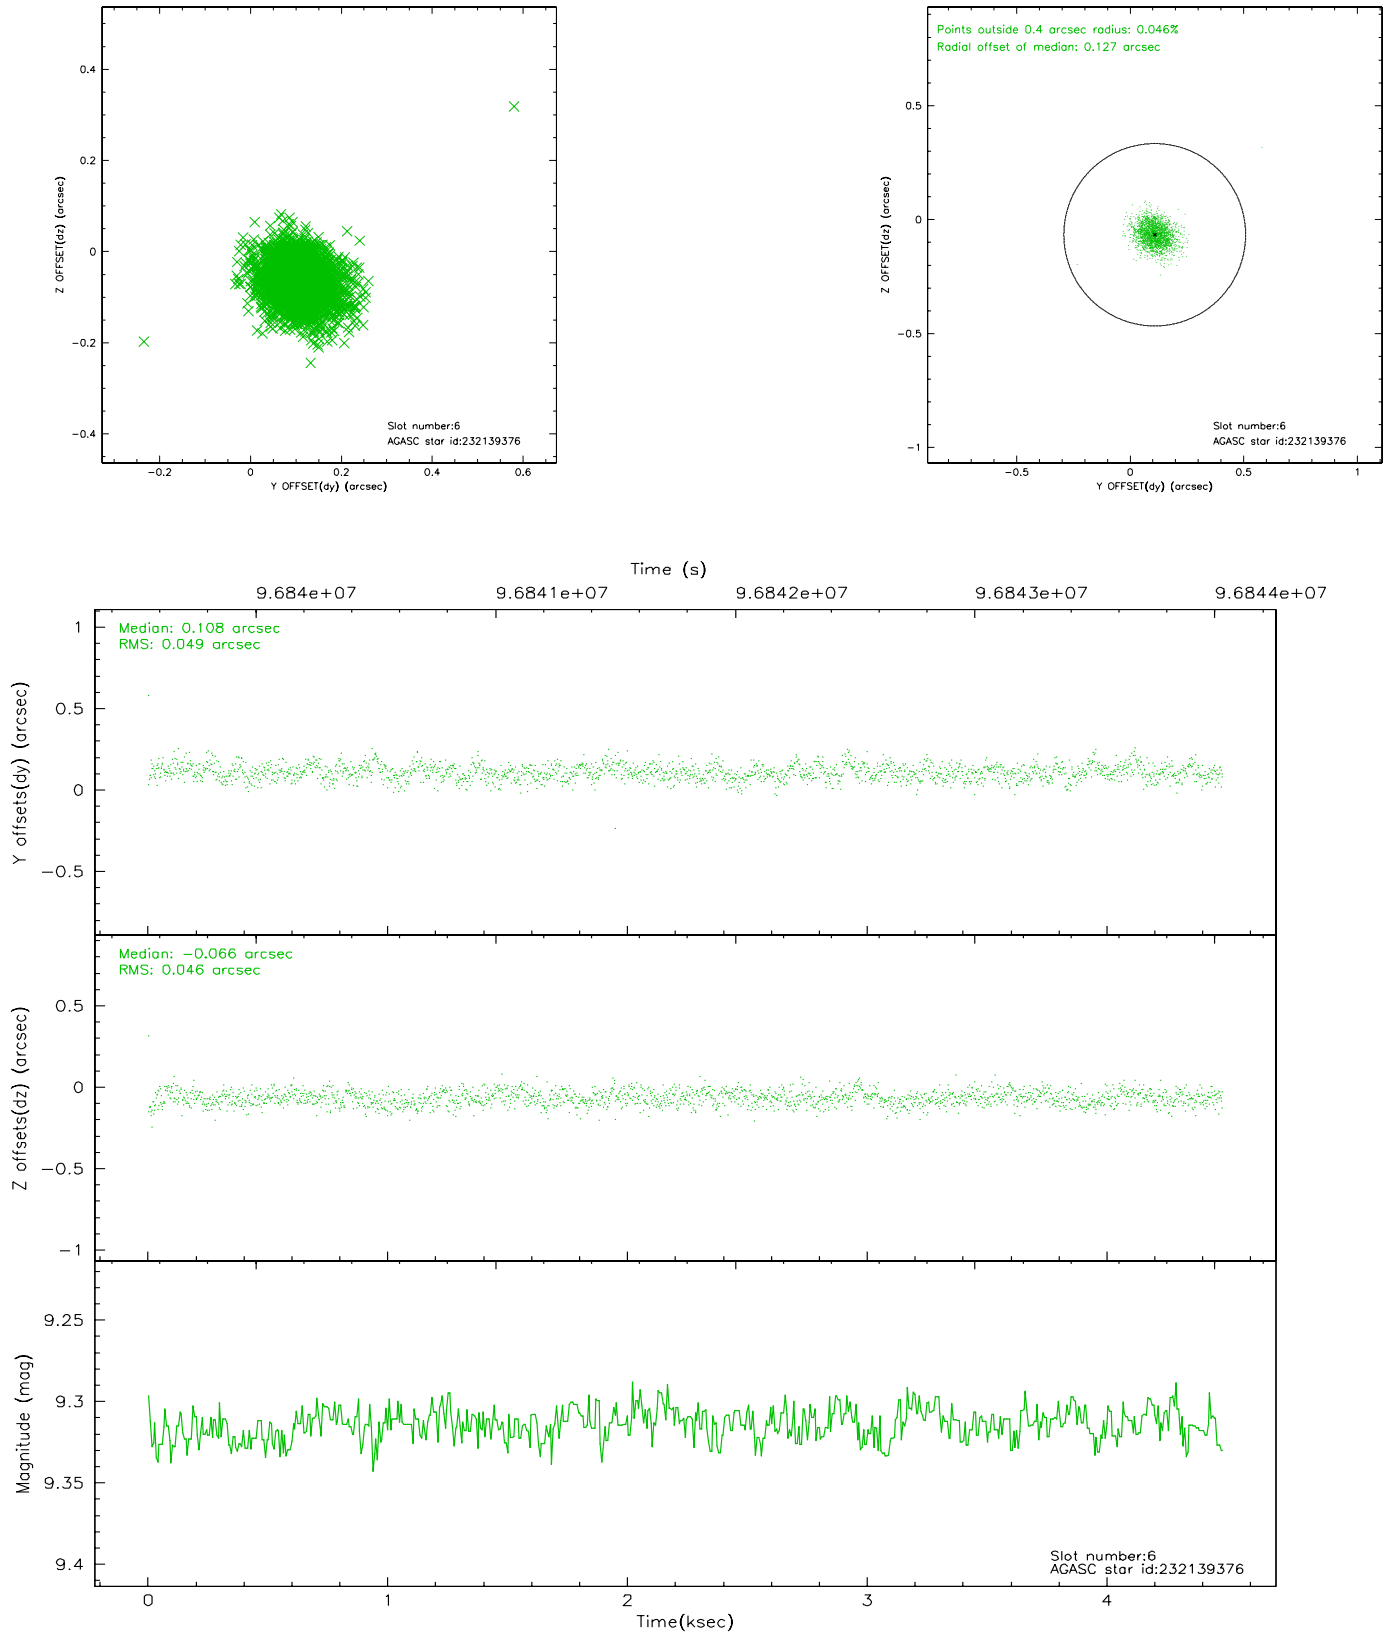 0.4
0.2
0
−0.2
−0.4
Z OFFSET(dz) (arcsec)
Slot number:6
AGASC star id:232139376
−0.2 0 0.2 0.4 0.6
Y OFFSET(dy) (arcsec)
Points outside 0.4 arcsec radius: 0.046%
Radial offset of median: 0.127 arcsec
0.5
0
−0.5
−1
Z OFFSET(dz) (arcsec)
Slot number:6
AGASC star id:232139376
−0.5 0 0.5 1
Y OFFSET(dy) (arcsec)
Time (s)
9.684e+07 9.6841e+07 9.6842e+07 9.6843e+07 9.6844e+07
Median: 0.108 arcsec
RMS: 0.049 arcsec
1
0.5
0
−0.5
Y offsets(dy) (arcsec)
Median: −0.066 arcsec
RMS: 0.046 arcsec
0.5
0
−0.5
−1
Z offsets(dz) (arcsec)
9.25
9.3
9.35
9.4
Magnitude (mag)
Slot number:6
AGASC star id:232139376
0 1 2 3 4
Time(ksec)